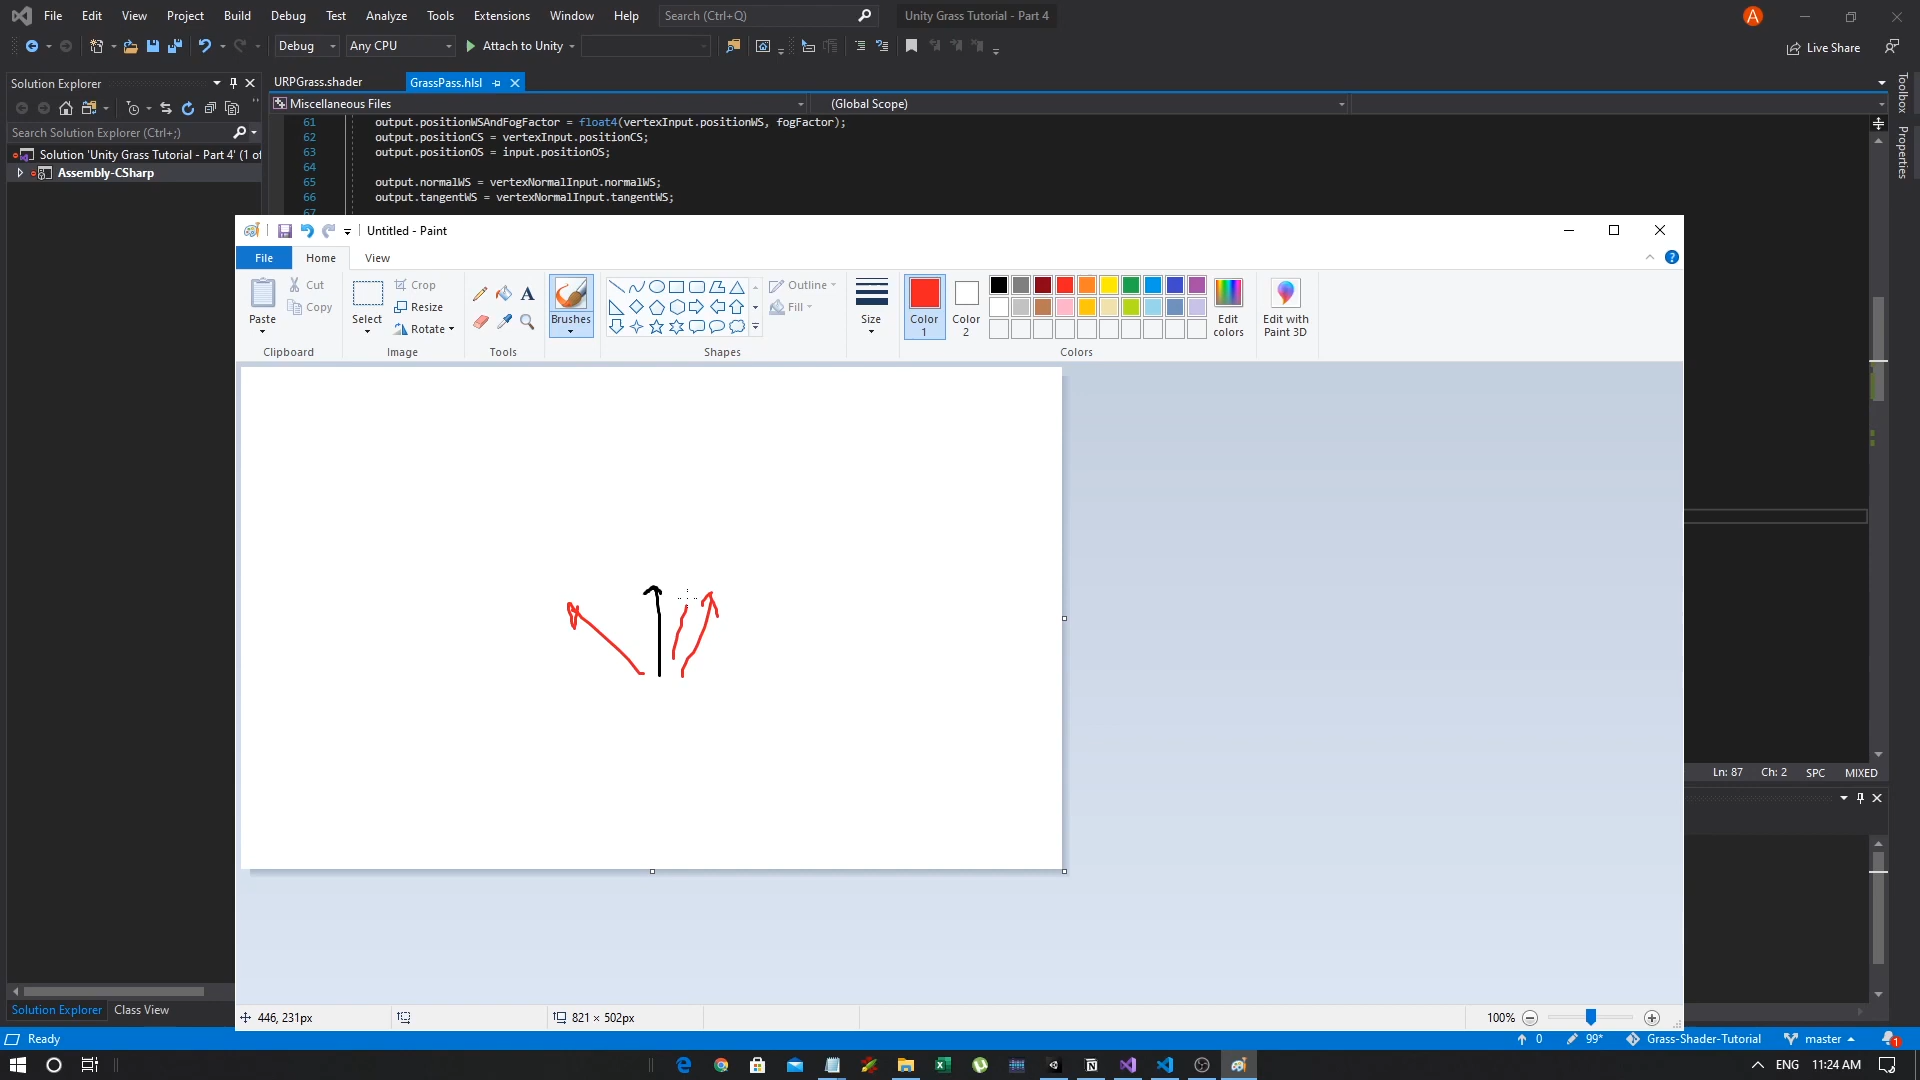 File Edit View Project Build Debug Test Analyze Tools Extensions Window Help Search (Ctrl+Q) Unity Grass Tutorial - Part 4 A
Debug Any CPU Attach to Unity Live Share
Solution Explorer
URPGrass.shader GrassPass.hlsl
Miscellaneous Files (Global Scope)
Search Solution Explorer (Ctrl+;)
Solution 'Unity Grass Tutorial - Part 4' (1 of
Assembly-CSharp
61 output.positionWSAndFogFactor = float4(vertexInput.positionWS, fogFactor);
62 output.positionCS = vertexInput.positionCS;
63 output.positionOS = input.positionOS;
64
65 output.normalWS = vertexNormalInput.normalWS;
66 output.tangentWS = vertexNormalInput.tangentWS;
67
Toolbox
Properties
Untitled - Paint
File Home View
Paste Cut Copy
Select Crop Resize Rotate
A
Brushes
Outline Fill
Size
Color 1
Color 2
Edit colors
Edit with Paint 3D
Clipboard Image Tools Shapes Colors
446, 231px 821 × 502px 100%
Ln: 87 Ch: 2 SPC MIXED
Solution Explorer Class View
Ready 0 99* Grass-Shader-Tutorial master 1
ENG 11:24 AM